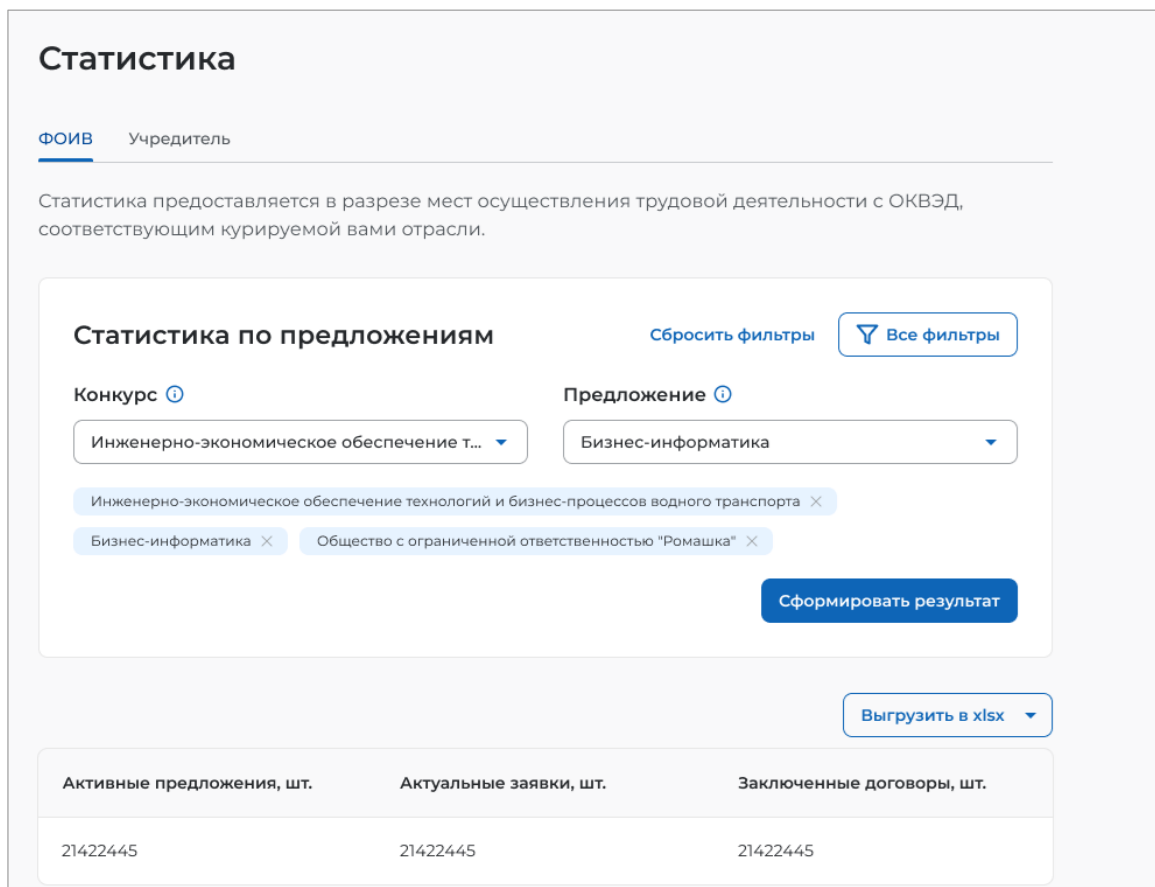 Статистика
ФОИВ Учредитель
Статистика предоставляется в разрезе мест осуществления трудовой деятельности с ОКВЭД,
соответствующим курируемой вами отрасли.
Статистика по предложениям Сбросить фильтры Все фильтры
Конкурс Предложение
Инженерно-экономическое обеспечение т... Бизнес-информатика
Инженерно-экономическое обеспечение технологий и бизнес-процессов водного транспорта
Бизнес-информатика Общество с ограниченной ответственностью "Ромашка"
Сформировать результат
Выгрузить в xlsx
Активные предложения, шт. Актуальные заявки, шт. Заключенные договоры, шт.
21422445 21422445 21422445